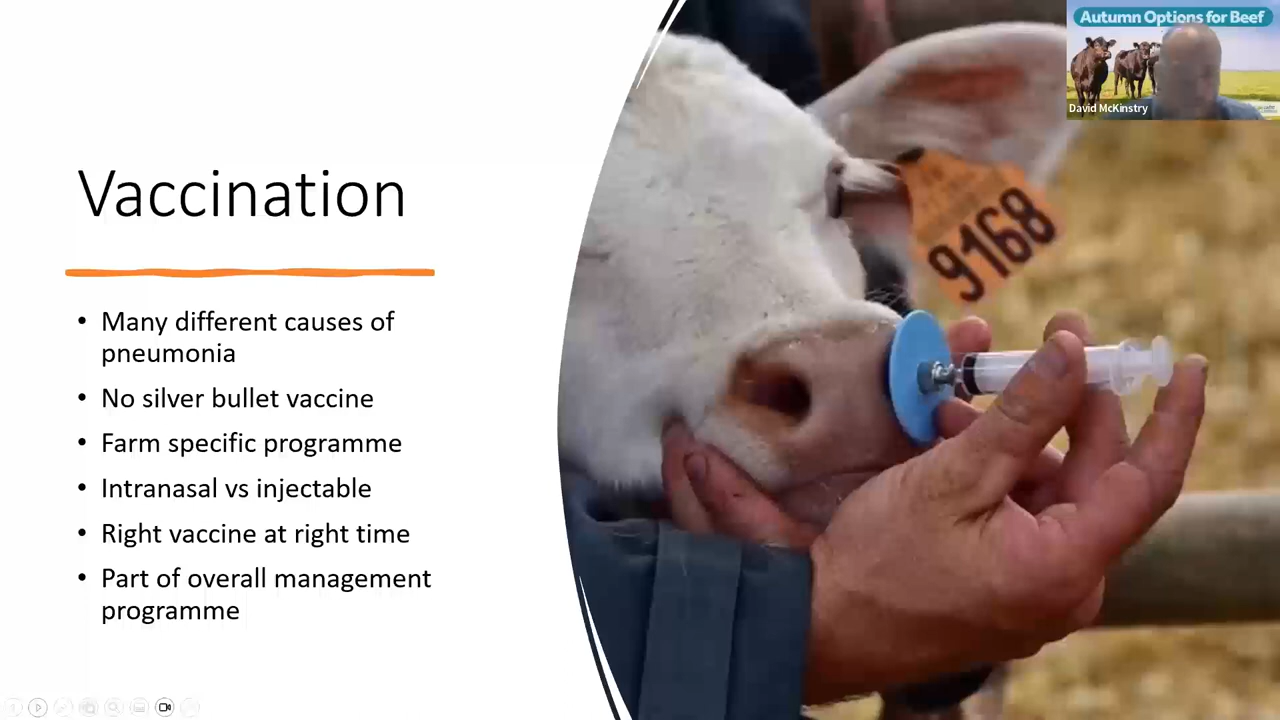 Autumn Options for Beef
David McKinstry
Vaccination
9168
• Many different causes of
pneumonia
• No silver bullet vaccine
• Farm specific programme
• Intranasal vs injectable
• Right vaccine at right time
• Part of overall management
programme